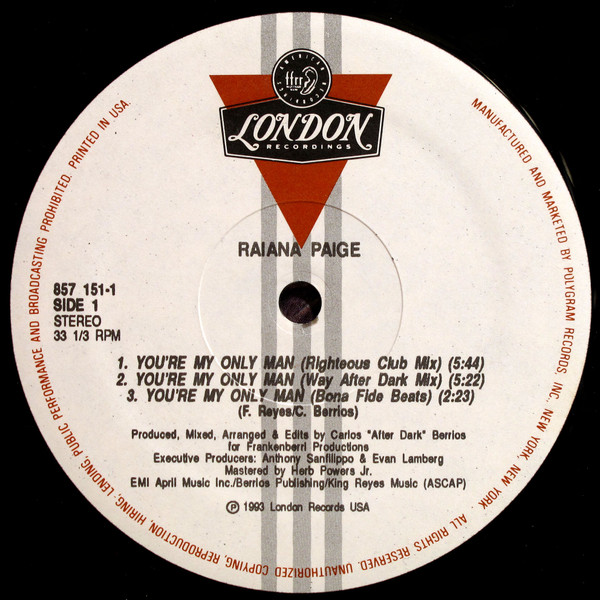 AMERICAN RECORDINGS
ffrr
LONDON
RECORDINGS
RAIANA PAIGE
857 151-1
SIDE 1
STEREO
33 1/3 RPM
1. YOU'RE MY ONLY MAN (Righteous Club Mix) (5:44)
2. YOU'RE MY ONLY MAN (Way After Dark Mix) (5:22)
3. YOU'RE MY ONLY MAN (Bona Fide Beats) (2:23)
(F. Reyes/C. Berrios)
Produced, Mixed, Arranged & Edits by Carlos "After Dark" Berrios
for Frankenberri Productions
Executive Producers: Anthony Sanfilippo & Evan Lamberg
Mastered by Herb Powers Jr.
EMI April Music Inc./Berrios Publishing/King Reyes Music (ASCAP)
℗ 1993 London Records USA
MANUFACTURED AND MARKETED BY POLYGRAM RECORDS, INC. NEW YORK, NEW YORK. ALL RIGHTS RESERVED. UNAUTHORIZED COPYING, REPRODUCTION, HIRING, LENDING, PUBLIC PERFORMANCE AND BROADCASTING PROHIBITED. PRINTED IN USA.